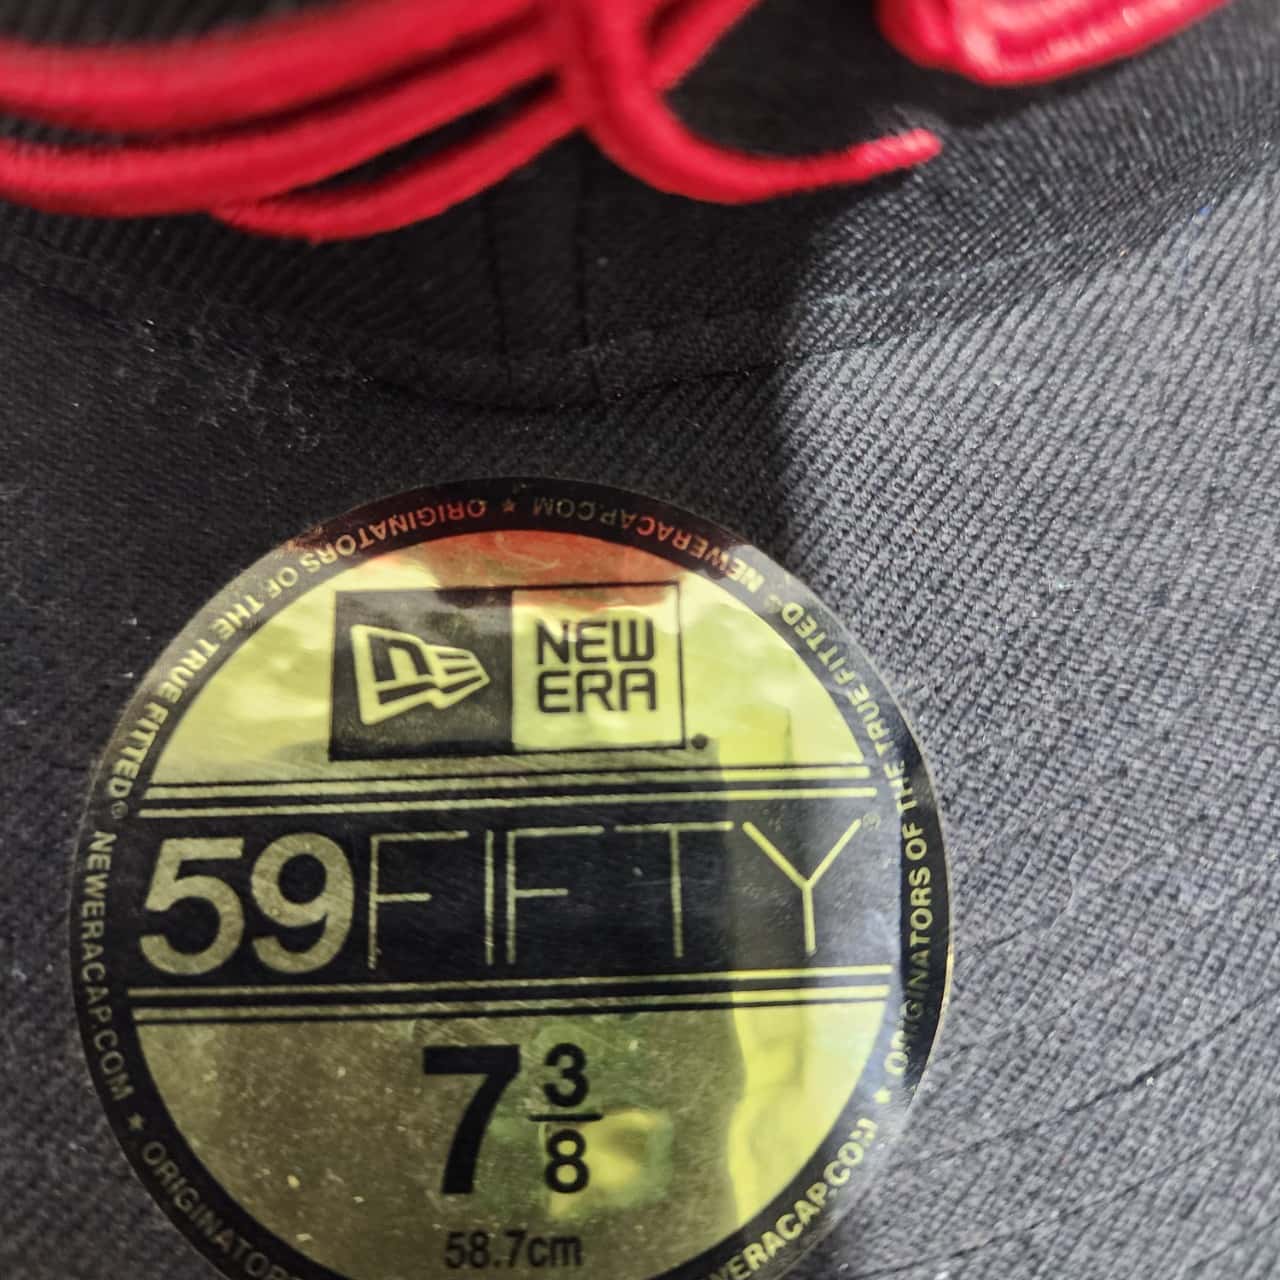 ORIGINATORS OF THE TRUE FITTED® NEWERACAP.COM ★ ORIGINATORS OF THE TRUE FITTED® NEWERACAP.COM ★
NEW
ERA
59FIFTY®
7 3/8
58.7cm